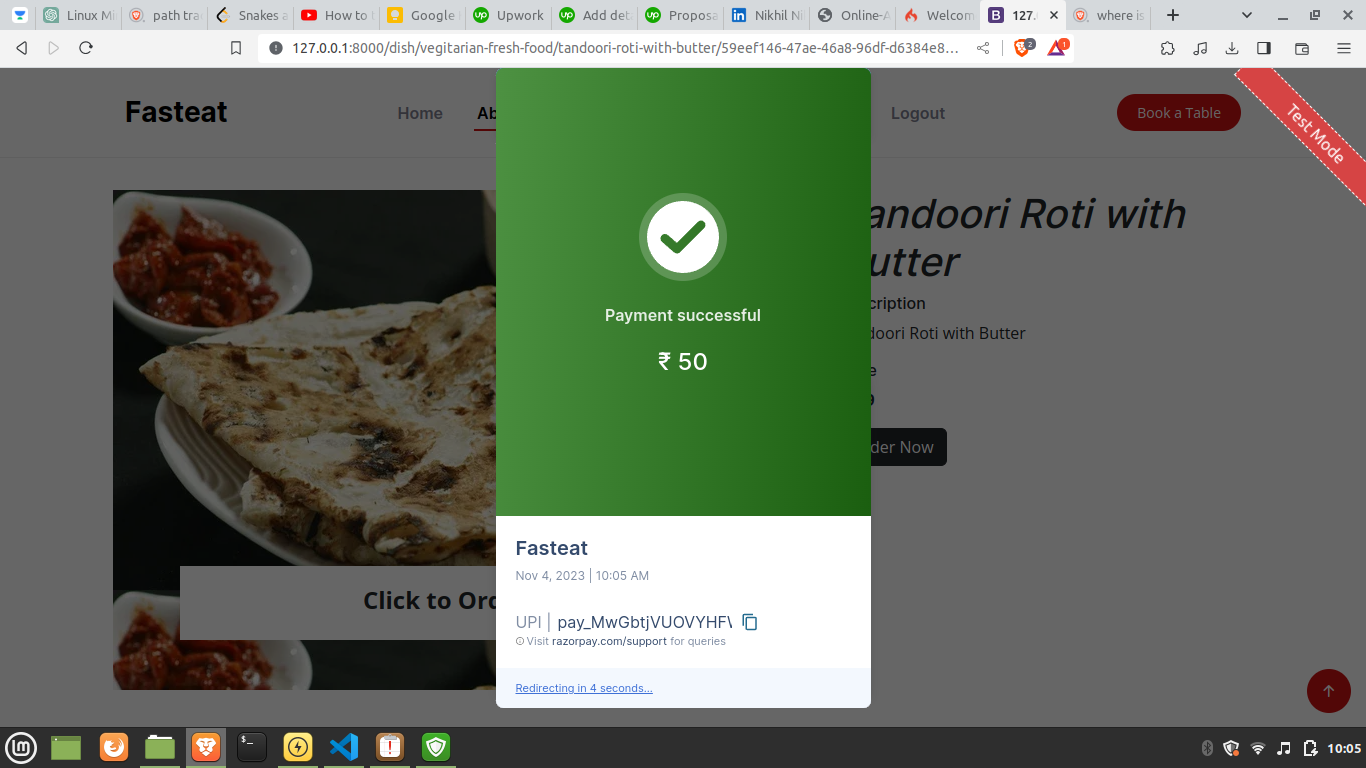 Linux Mi
path tra
Snakes a
How to
Google
Upwork
Add deta
Proposa
Nikhil Ni
Online-A
Welcom
127.
where is
127.0.0.1:8000/dish/vegitarian-fresh-food/tandoori-roti-with-butter/59eef146-47ae-46a8-96df-d6384e8...
2
1
Fasteat
Home
Ab
Logout
Book a Table
Test Mode
andoori Roti with
utter
cription
doori Roti with Butter
e
9
der Now
Click to Ord
Payment successful
₹ 50
Fasteat
Nov 4, 2023 | 10:05 AM
UPI | pay_MwGbtjVUOVYHF
Visit razorpay.com/support for queries
Redirecting in 4 seconds...
10:05